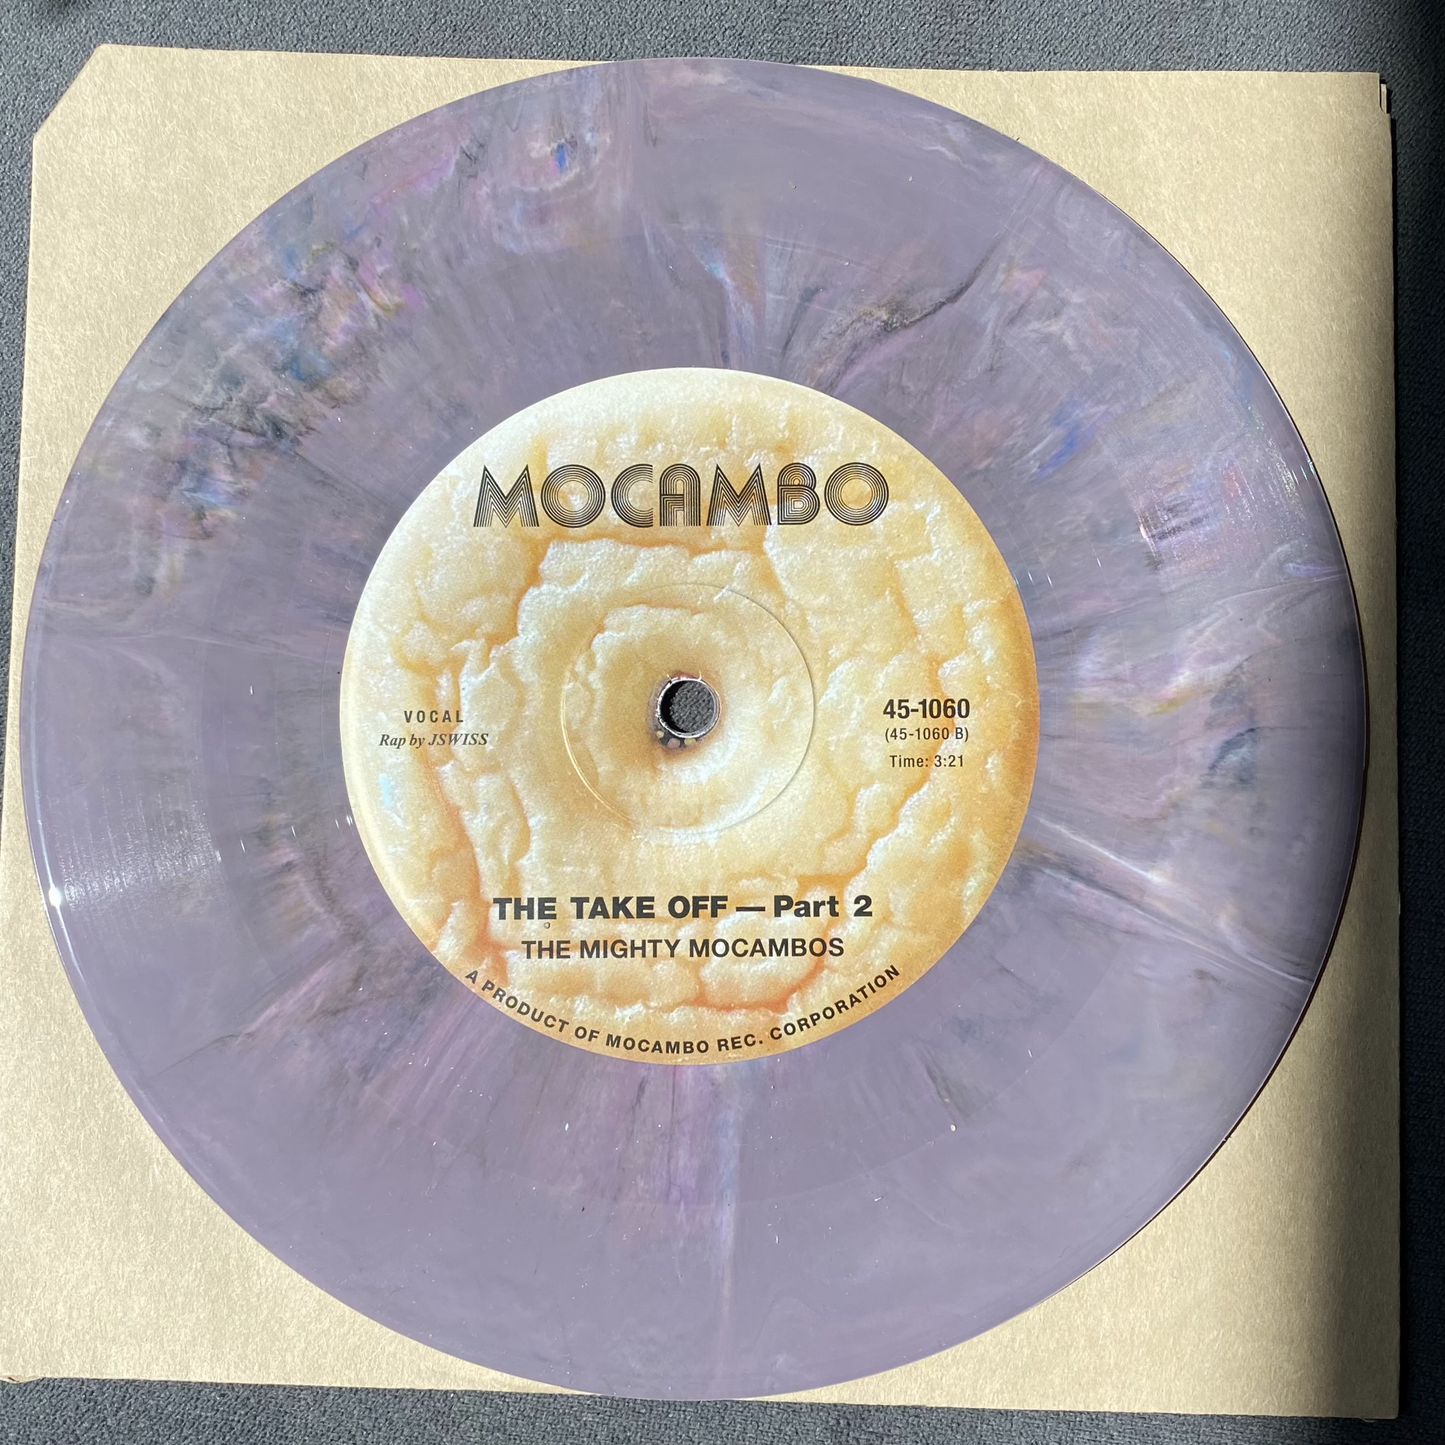 MOCAMBO
VOCAL
Rap by JSWISS
45-1060
(45-1060 B)
Time: 3:21
THE TAKE OFF — Part 2
THE MIGHTY MOCAMBOS
A PRODUCT OF MOCAMBO REC. CORPORATION